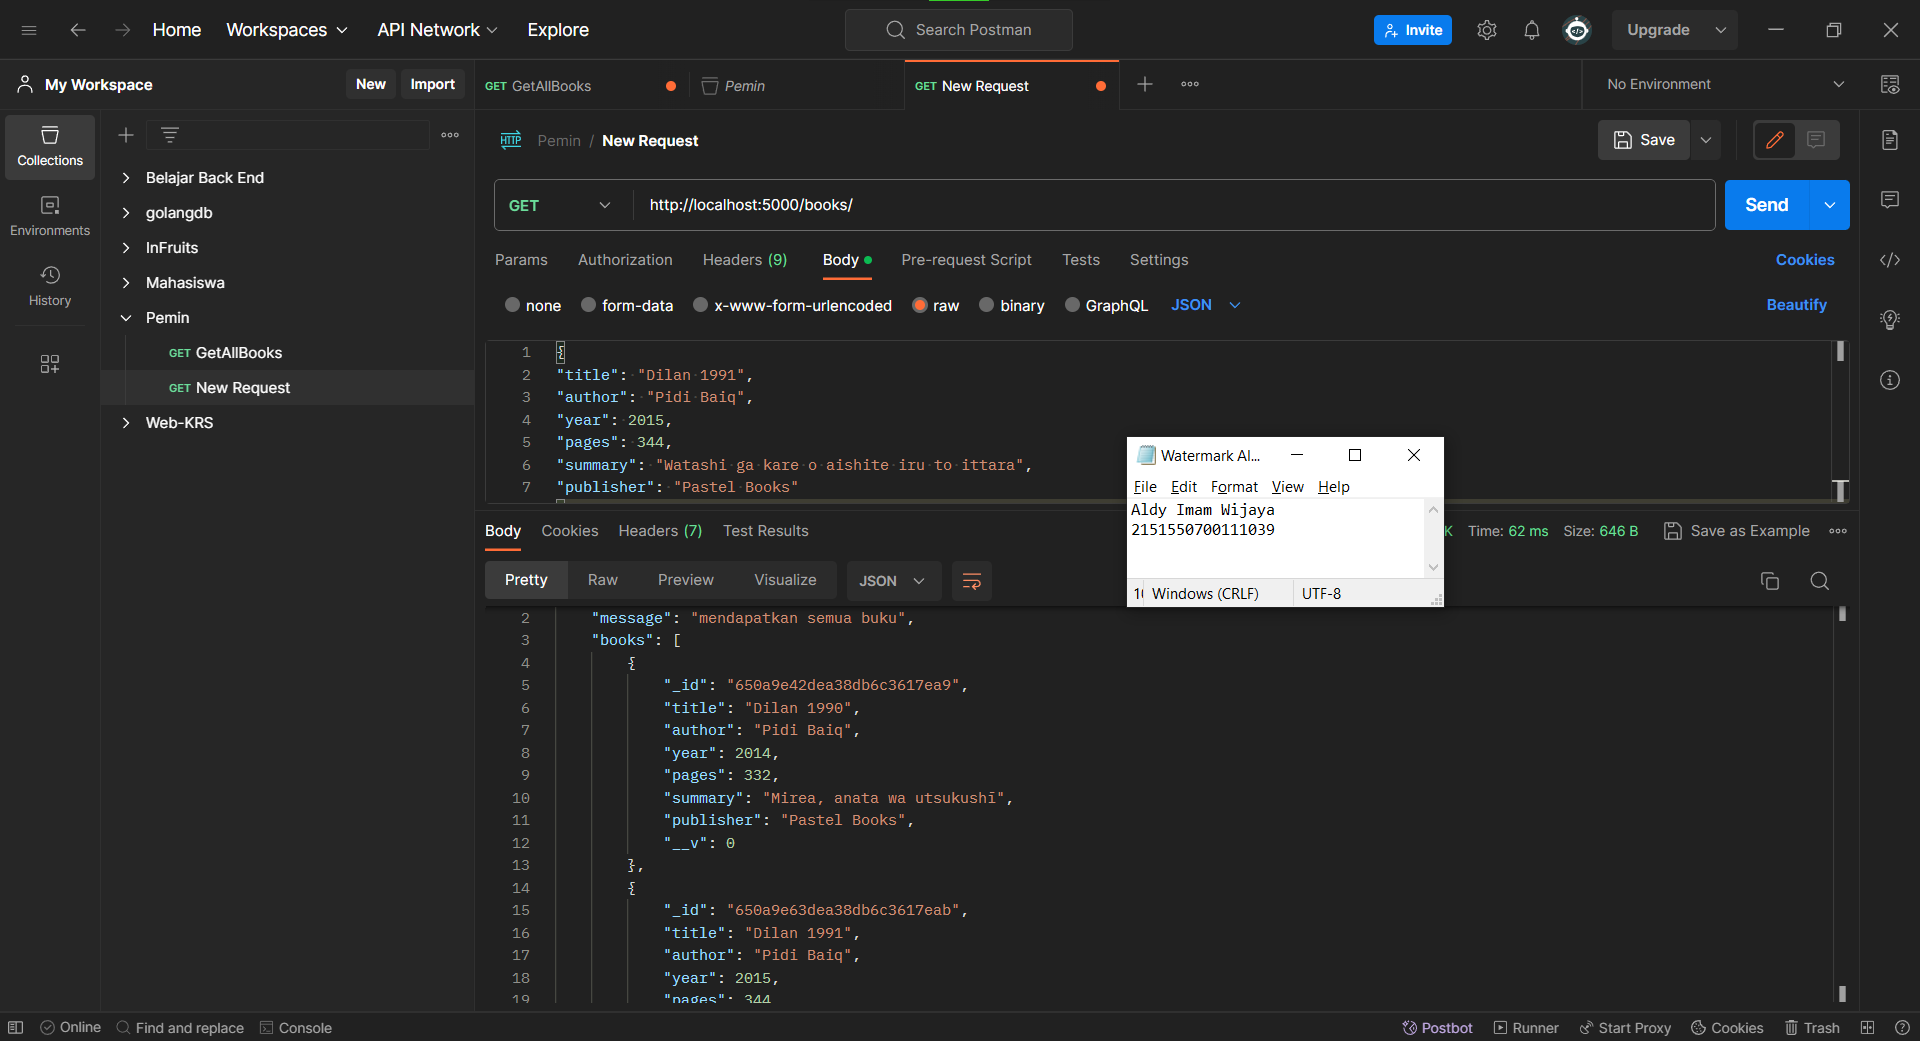 Home
Workspaces
API Network
Explore
Search Postman
Invite
Upgrade
My Workspace
New
Import
GET GetAllBooks
Pemin
GET New Request
No Environment
Collections
Environments
History
Belajar Back End
golangdb
InFruits
Mahasiswa
Pemin
GET GetAllBooks
GET New Request
Web-KRS
HTTP
Pemin / New Request
Save
GET
http://localhost:5000/books/
Send
Params
Authorization
Headers (9)
Body
Pre-request Script
Tests
Settings
Cookies
none
form-data
x-www-form-urlencoded
raw
binary
GraphQL
JSON
Beautify
1 {
2 "title": "Dilan 1991",
3 "author": "Pidi Baiq",
4 "year": 2015,
5 "pages": 344,
6 "summary": "Watashi ga kare o aishite iru to ittara",
7 "publisher": "Pastel Books"
Watermark Al...
File Edit Format View Help
Aldy Imam Wijaya
2151550700111039
Windows (CRLF)
UTF-8
Body
Cookies
Headers (7)
Test Results
K
Time: 62 ms
Size: 646 B
Save as Example
Pretty
Raw
Preview
Visualize
JSON
2 "message": "mendapatkan semua buku",
3 "books": [
4 {
5 "_id": "650a9e42dea38db6c3617ea9",
6 "title": "Dilan 1990",
7 "author": "Pidi Baiq",
8 "year": 2014,
9 "pages": 332,
10 "summary": "Mirea, anata wa utsukushī",
11 "publisher": "Pastel Books",
12 "__v": 0
13 },
14 {
15 "_id": "650a9e63dea38db6c3617eab",
16 "title": "Dilan 1991",
17 "author": "Pidi Baiq",
18 "year": 2015,
19 "pages": 344
Online
Find and replace
Console
Postbot
Runner
Start Proxy
Cookies
Trash